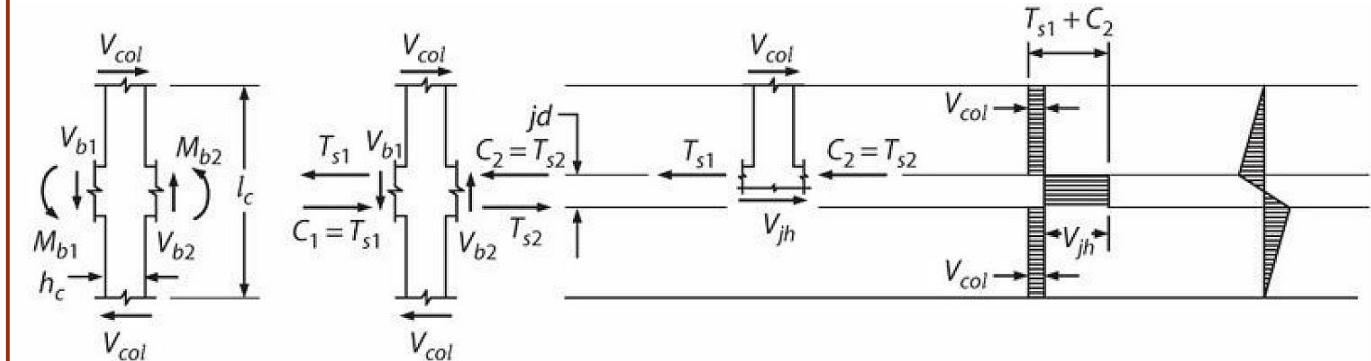 V_col
V_b1
M_b2
l_c
M_b1
V_b2
h_c
V_col
V_col
T_s1
V_b1
C_2 = T_s2
C_1 = T_s1
V_b2
T_s2
V_col
jd
V_col
T_s1
C_2 = T_s2
V_jh
T_s1 + C_2
V_col
V_jh
V_col